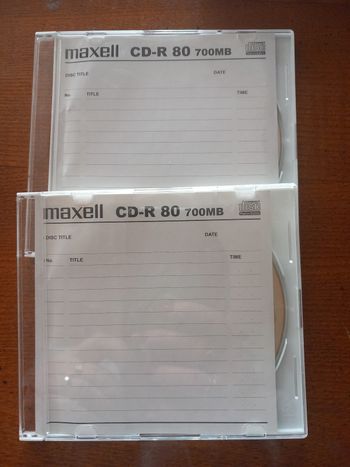 maxell CD-R 80 700MB
DISC TITLE DATE
No. TITLE TIME
maxell CD-R 80 700MB
DISC TITLE DATE
No. TITLE TIME